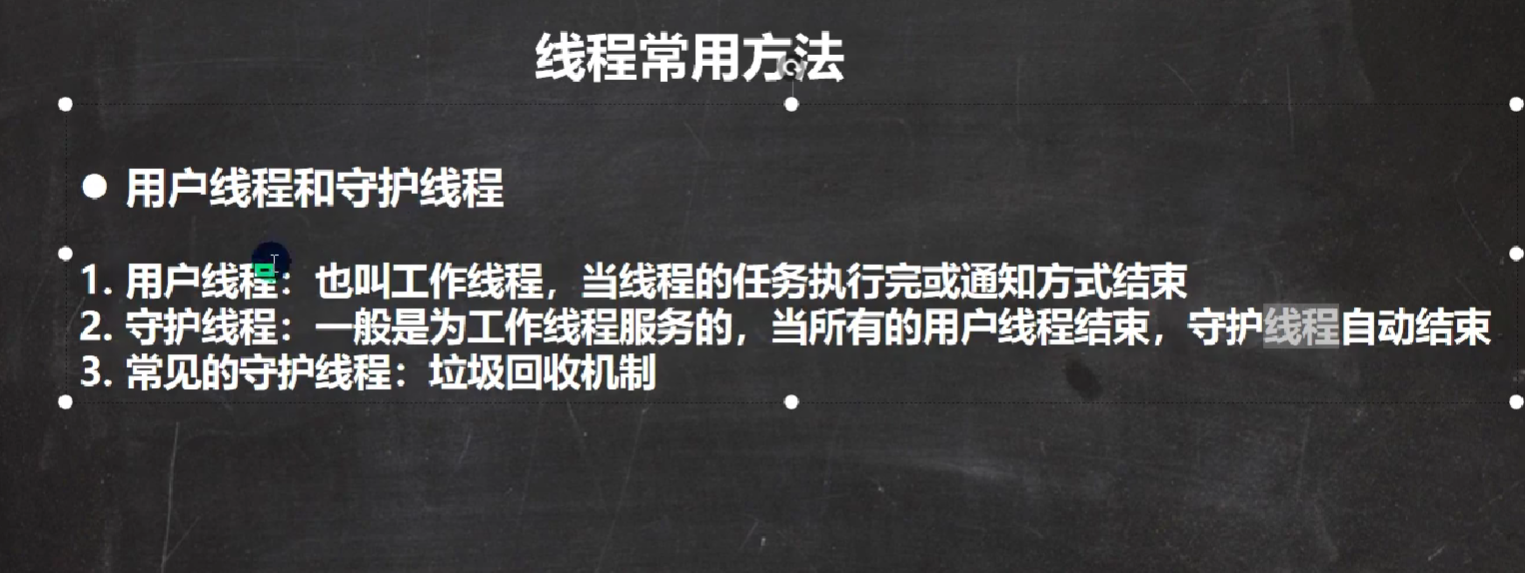 线程常用方法
● 用户线程和守护线程
1. 用户线程：也叫工作线程，当线程的任务执行完或通知方式结束
2. 守护线程：一般是为工作线程服务的，当所有的用户线程结束，守护线程自动结束
3. 常见的守护线程：垃圾回收机制